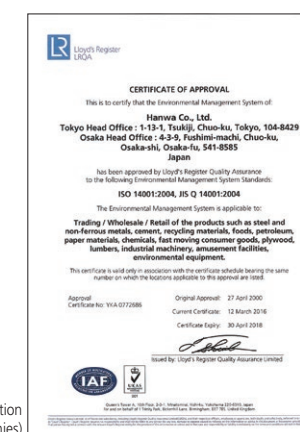 LR
Lloyd's Register
LRQA
CERTIFICATE OF APPROVAL
This is to certify that the Environmental Management System of:
Hanwa Co., Ltd.
Tokyo Head Office : 1-13-1, Tsukiji, Chuo-ku, Tokyo, 104-8429
Osaka Head Office : 4-3-9, Fushimi-machi, Chuo-ku,
Osaka-shi, Osaka-fu, 541-8585
Japan
has been approved by Lloyd's Register Quality Assurance
to the following Environmental Management System Standards:
ISO 14001:2004, JIS Q 14001:2004
The Environmental Management System is applicable to:
Trading / Wholesale / Retail of the products such as steel and
non-ferrous metals, cement, recycling materials, foods, petroleum,
paper materials, chemicals, fast moving consumer goods, plywood,
lumbers, industrial machinery, amusement facilities,
environmental equipment.
This certificate is valid only in association with the certificate schedule bearing the same
number on which the locations applicable to this approval are listed.
Approval
Certificate No: YKA 0772686
Original Approval: 27 April 2000
Current Certificate: 12 March 2016
Certificate Expiry: 30 April 2018
Issued by: Lloyd's Register Quality Assurance Limited
IAF
UKAS
tion
nies)